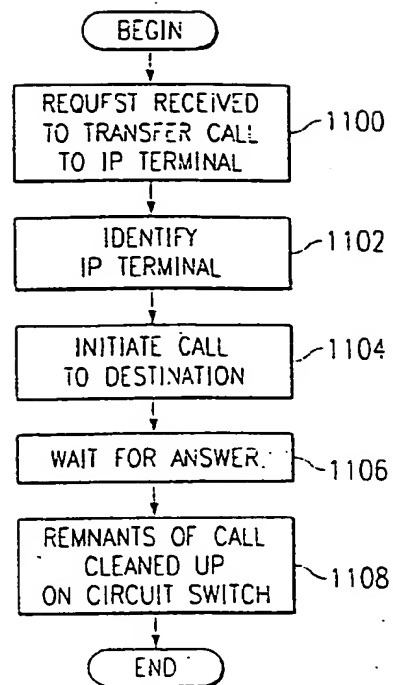 BEGIN
REQUEST RECEIVED
TO TRANSFER CALL
TO IP TERMINAL
1100
IDENTIFY
IP TERMINAL
1102
INITIATE CALL
TO DESTINATION
1104
WAIT FOR ANSWER.
1106
REMNANTS OF CALL
CLEANED UP
ON CIRCUIT SWITCH
1108
END